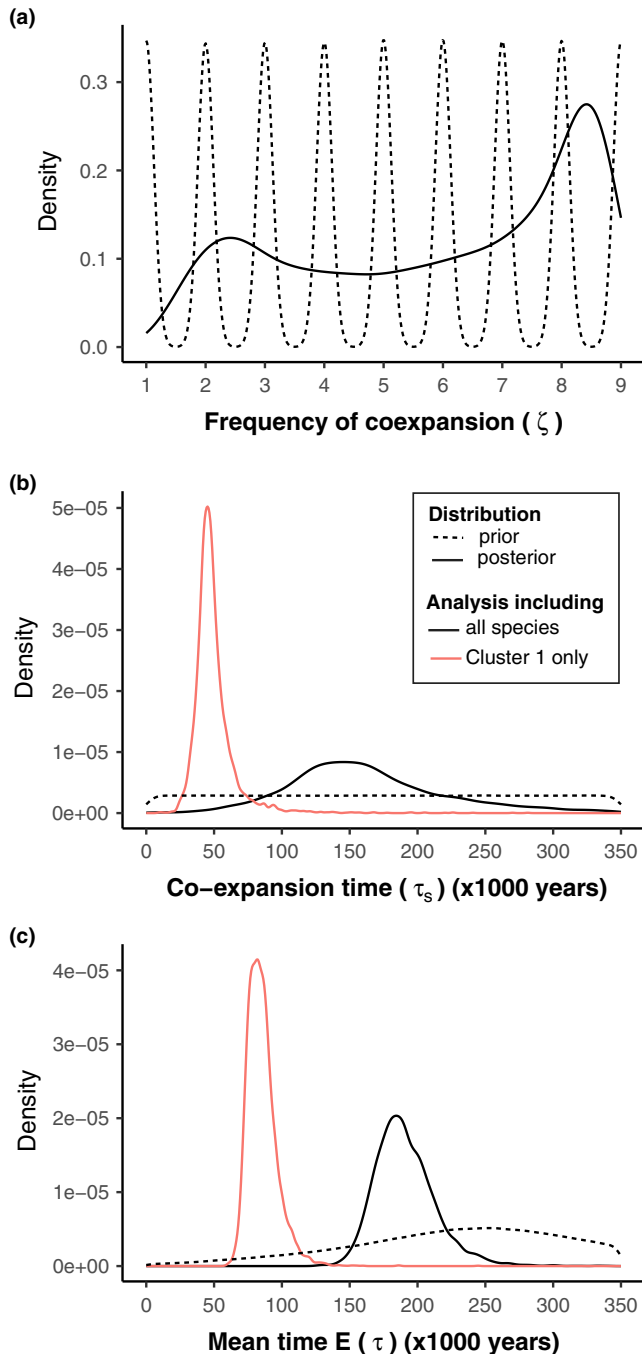 (a)
0.3
0.2
0.1
0.0
Density
1 2 3 4 5 6 7 8 9
Frequency of coexpansion ( ζ )
(b)
5e−05
4e−05
3e−05
2e−05
1e−05
0e+00
Density
Distribution
prior
posterior
Analysis including
all species
Cluster 1 only
0 50 100 150 200 250 300 350
Co−expansion time ( τs ) (x1000 years)
(c)
4e−05
3e−05
2e−05
1e−05
0e+00
Density
0 50 100 150 200 250 300 350
Mean time E ( τ ) (x1000 years)